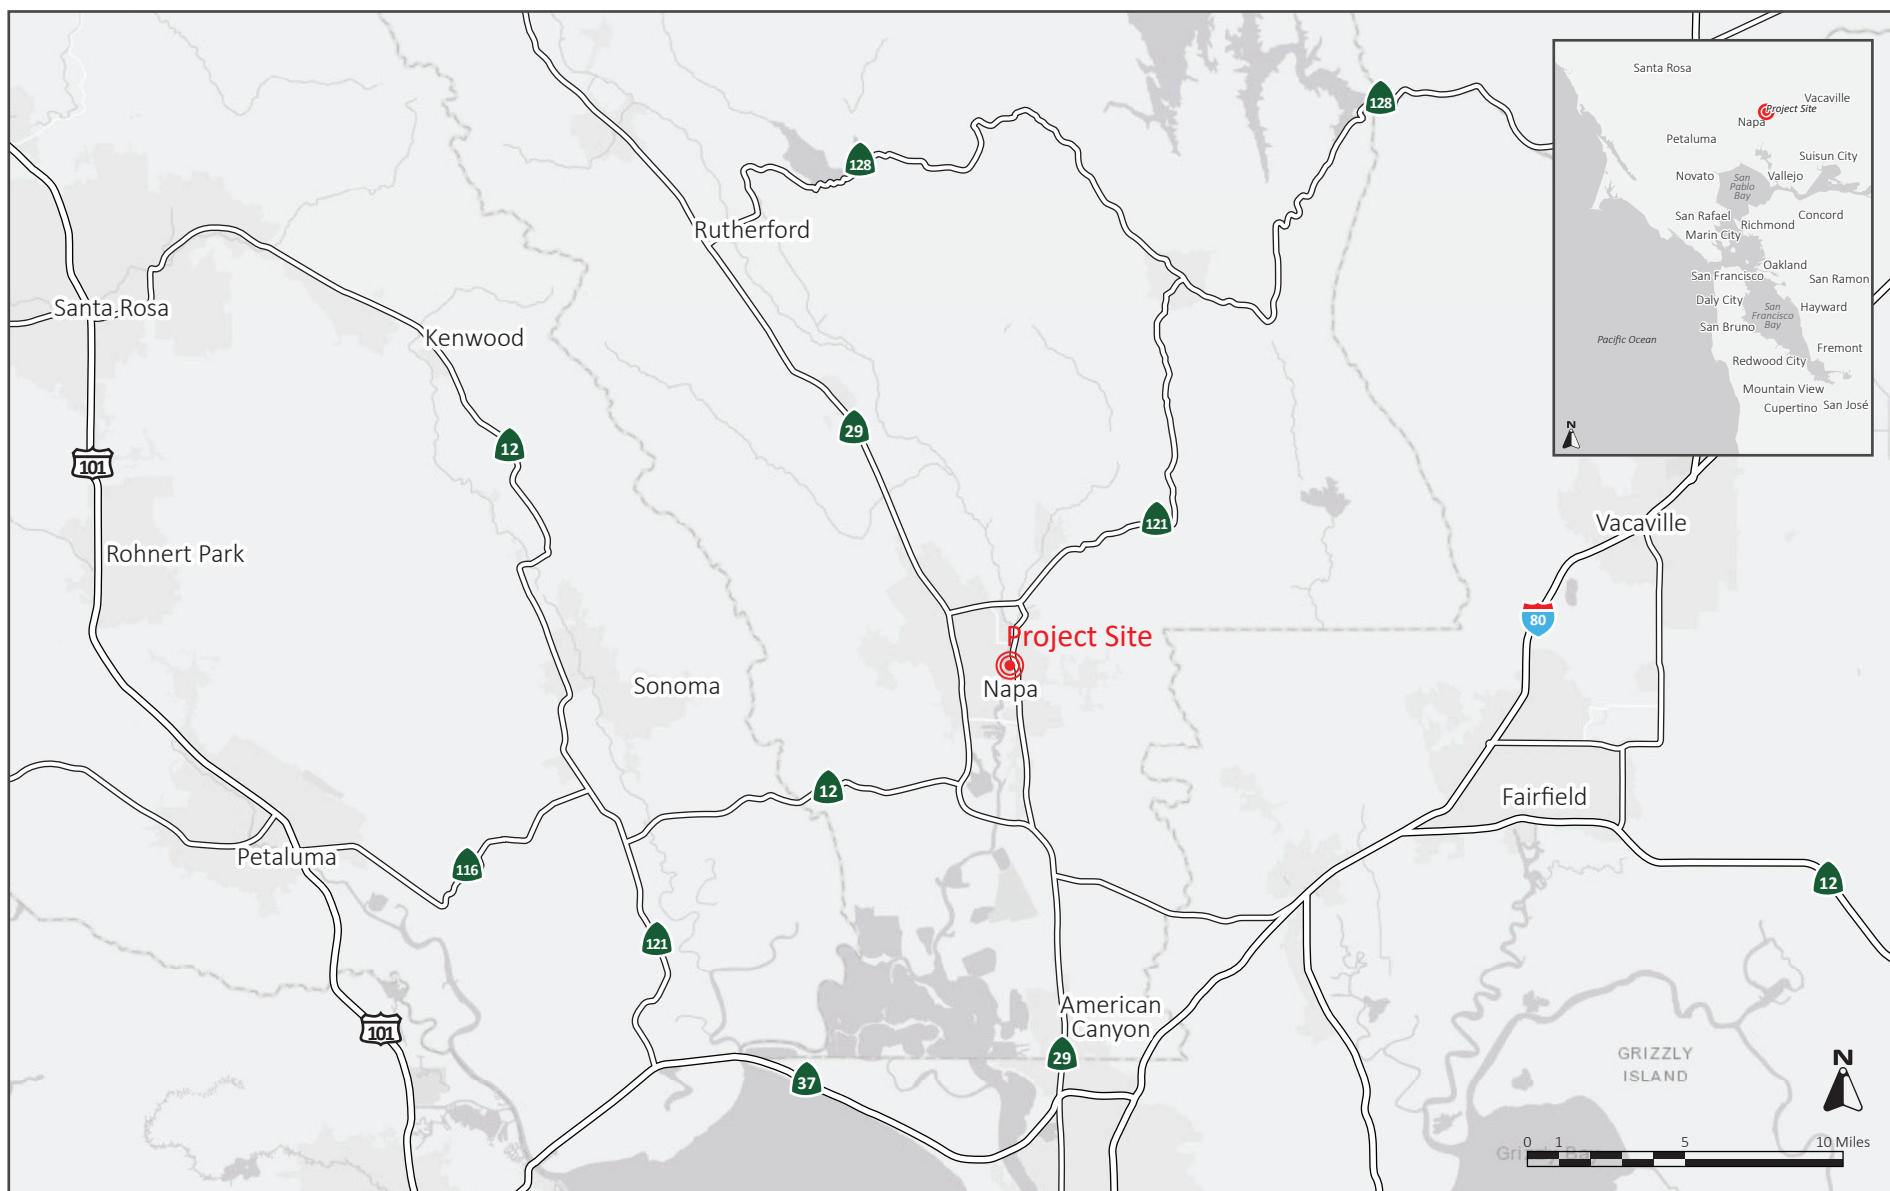 128
128
Rutherford
Santa Rosa
Kenwood
29
12
101
121
Vacaville
Rohnert Park
80
Project Site
Sonoma
Napa
12
Fairfield
Petaluma
116
12
121
American
Canyon
101
29
37
GRIZZLY
ISLAND
N
0 1 5 10 Miles
Grizzly Bay
Santa Rosa
Vacaville
Project Site
Napa
Petaluma
Suisun City
Novato
San
Pablo
Bay
Vallejo
San Rafael
Richmond
Concord
Marin City
Oakland
San Francisco
San Ramon
Daly City
San
Francisco
Bay
Hayward
San Bruno
Pacific Ocean
Fremont
Redwood City
Mountain View
Cupertino
San José
N